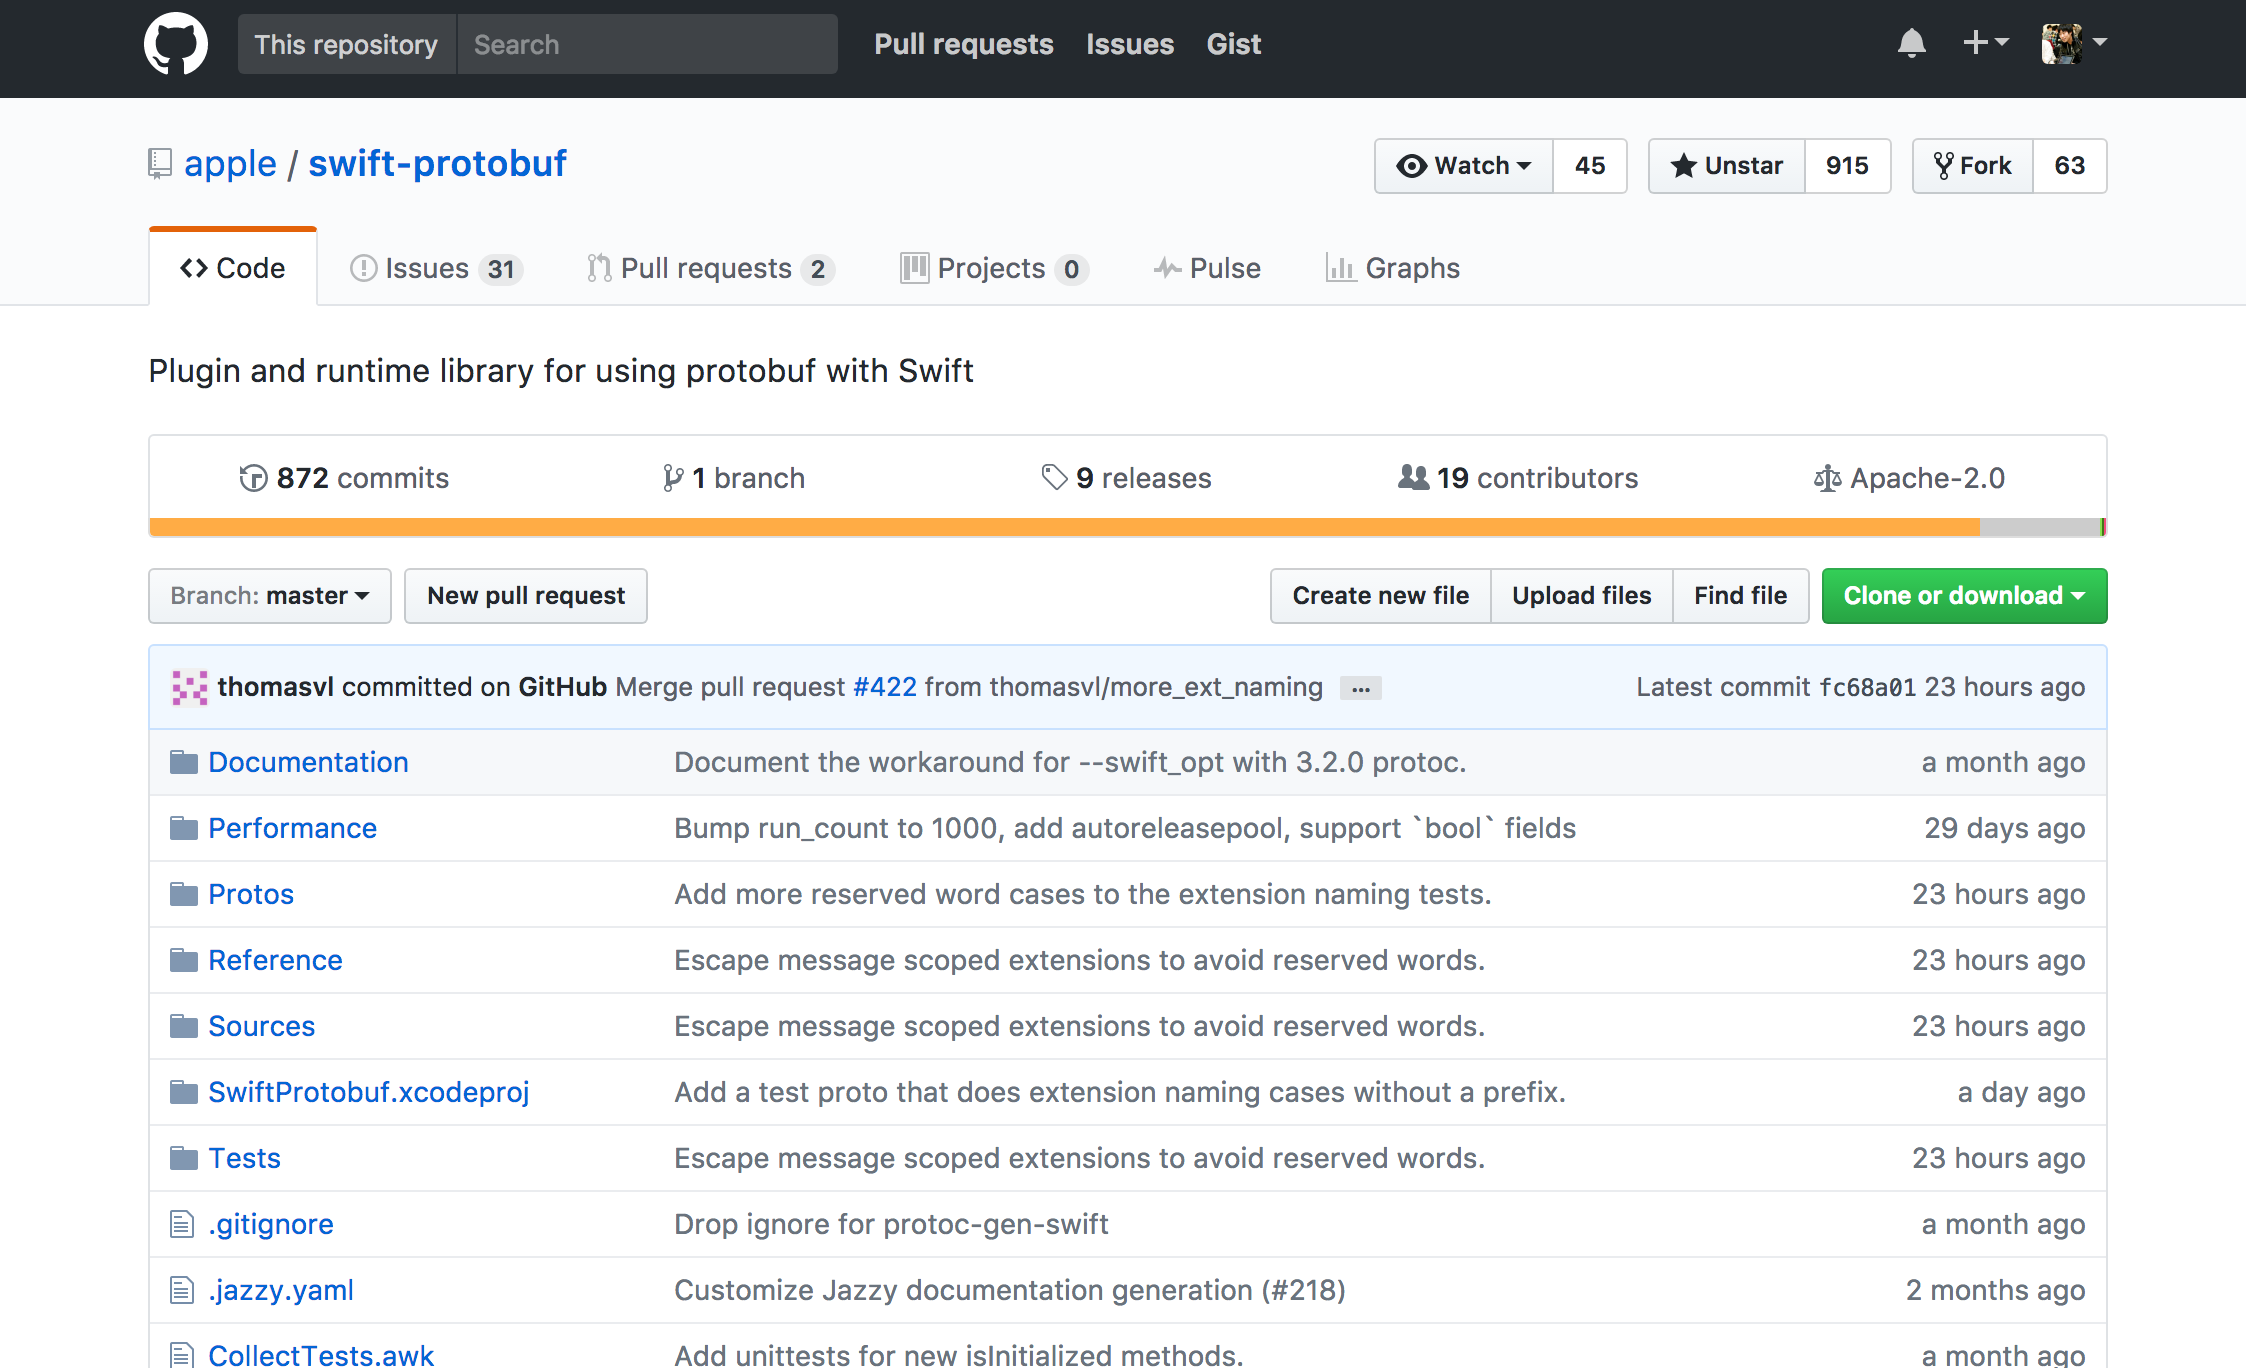 This repository Search Pull requests Issues Gist
apple / swift-protobuf Watch 45 Unstar 915 Fork 63
Code Issues 31 Pull requests 2 Projects 0 Pulse Graphs
Plugin and runtime library for using protobuf with Swift
872 commits 1 branch 9 releases 19 contributors Apache-2.0
Branch: master New pull request Create new file Upload files Find file Clone or download
thomasvl committed on GitHub Merge pull request #422 from thomasvl/more_ext_naming ... Latest commit fc68a01 23 hours ago
Documentation Document the workaround for --swift_opt with 3.2.0 protoc. a month ago
Performance Bump run_count to 1000, add autoreleasepool, support `bool` fields 29 days ago
Protos Add more reserved word cases to the extension naming tests. 23 hours ago
Reference Escape message scoped extensions to avoid reserved words. 23 hours ago
Sources Escape message scoped extensions to avoid reserved words. 23 hours ago
SwiftProtobuf.xcodeproj Add a test proto that does extension naming cases without a prefix. a day ago
Tests Escape message scoped extensions to avoid reserved words. 23 hours ago
.gitignore Drop ignore for protoc-gen-swift a month ago
.jazzy.yaml Customize Jazzy documentation generation (#218) 2 months ago
CollectTests.awk Add unittests for new isInitialized methods. a month ago